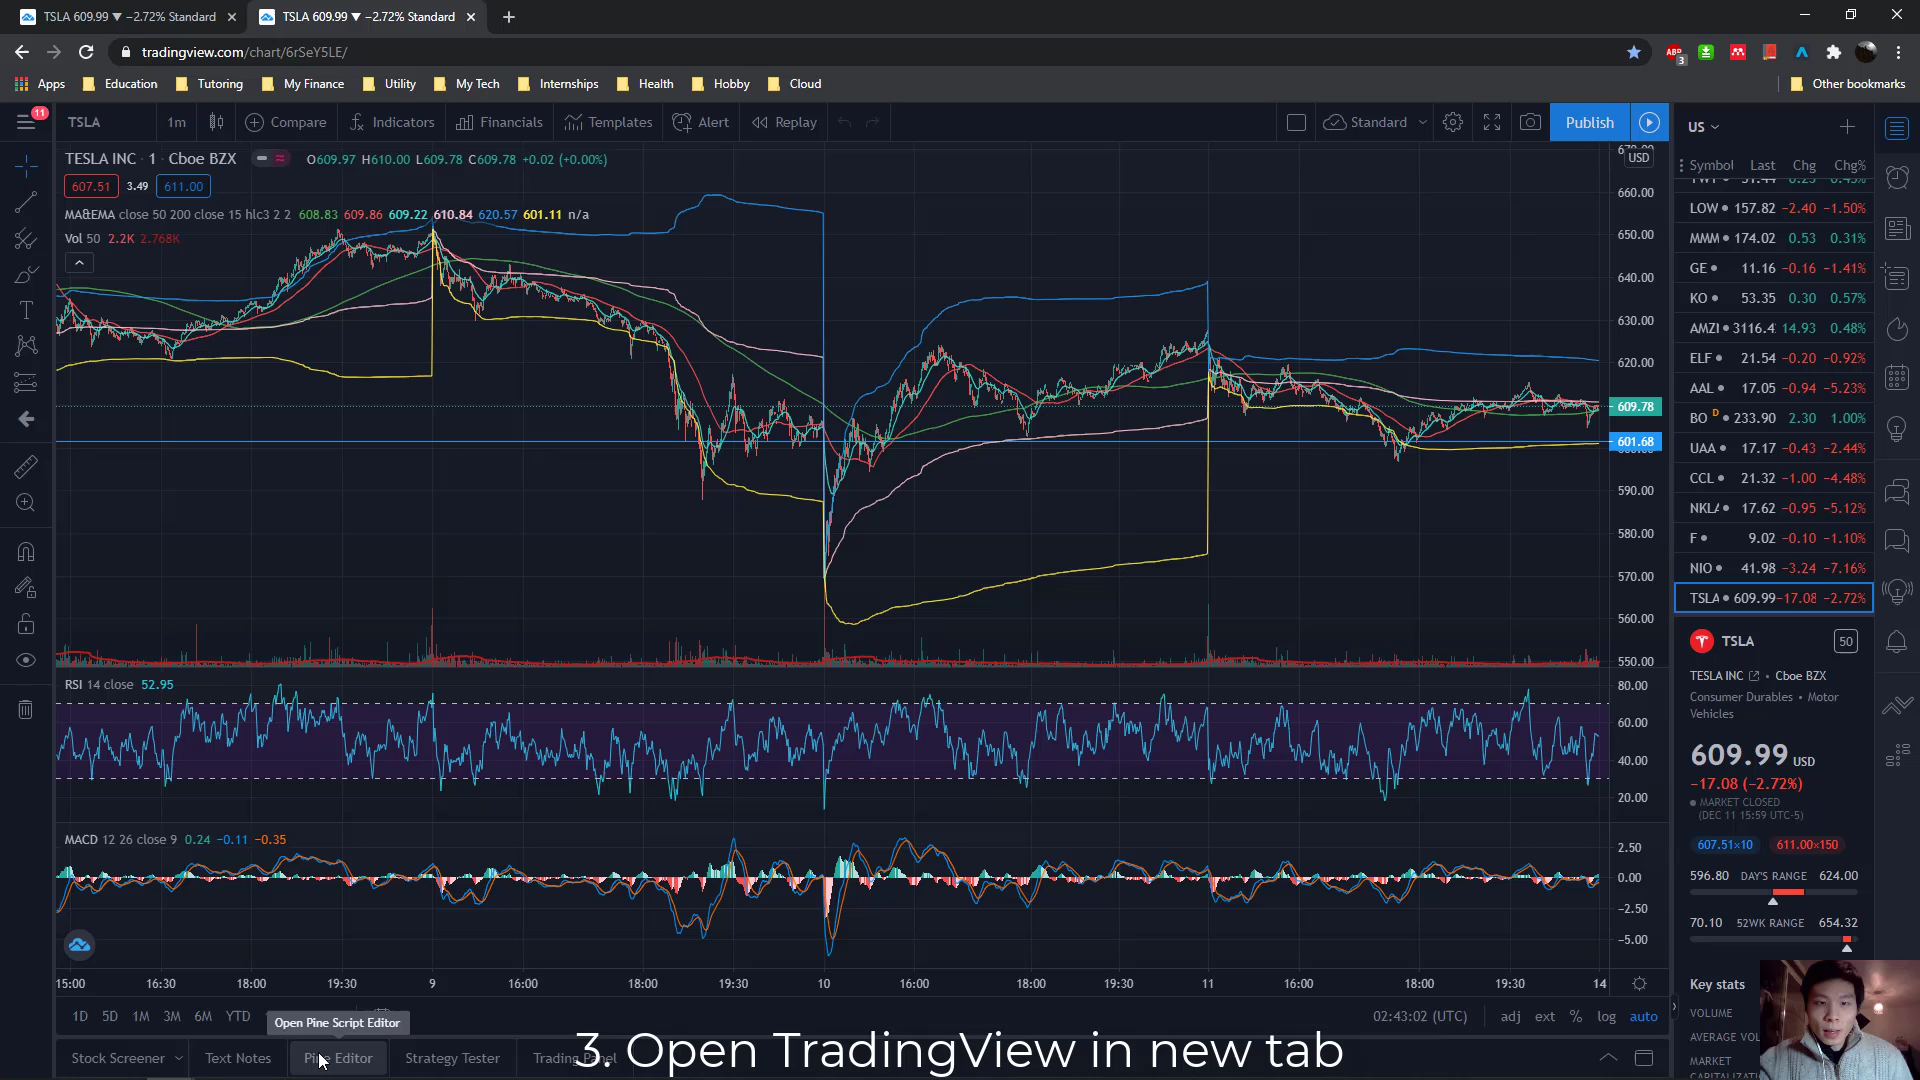 TSLA 609.99 ▼ −2.72% Standard
TSLA 609.99 ▼ −2.72% Standard
tradingview.com/chart/6rSeY5LE/
ABP 3
Apps Education Tutoring My Finance Utility My Tech Internships Health Hobby Cloud Other bookmarks
11 TSLA 1m Compare Indicators Financials Templates Alert Replay Standard Publish
TESLA INC · 1 · Cboe BZX O609.97 H610.00 L609.78 C609.78 +0.02 (+0.00%)
607.51 3.49 611.00
MA&EMA close 50 200 close 15 hlc3 2 2 608.83 609.86 609.22 610.84 620.57 601.11 n/a
Vol 50 2.2K 2.768K
USD
660.00
650.00
640.00
630.00
620.00
609.78
601.68
590.00
580.00
570.00
560.00
550.00
RSI 14 close 52.95
80.00
60.00
40.00
20.00
MACD 12 26 close 9 0.24 −0.11 −0.35
2.50
0.00
−2.50
−5.00
15:00 16:30 18:00 19:30 9 16:00 18:00 19:30 10 16:00 18:00 19:30 11 16:00 18:00 19:30 14
1D 5D 1M 3M 6M YTD
Open Pine Script Editor
02:43:02 (UTC) adj ext % log auto
Stock Screener Text Notes Pine Editor Strategy Tester Trading Panel
3. Open TradingView in new tab
US
Symbol Last Chg Chg%
LOW 157.82 −2.40 −1.50%
MMM 174.02 0.53 0.31%
GE 11.16 −0.16 −1.41%
KO 53.35 0.30 0.57%
AMZN 3116.4 14.93 0.48%
ELF 21.54 −0.20 −0.92%
AAL 17.05 −0.94 −5.23%
BO D 233.90 2.30 1.00%
UAA 17.17 −0.43 −2.44%
CCL 21.32 −1.00 −4.48%
NKLA 17.62 −0.95 −5.12%
F 9.02 −0.10 −1.10%
NIO 41.98 −3.24 −7.16%
TSLA 609.99 −17.08 −2.72%
TSLA 50
TESLA INC · Cboe BZX
Consumer Durables · Motor
Vehicles
609.99 USD
−17.08 (−2.72%)
MARKET CLOSED
(DEC 11 15:59 UTC-5)
607.51×10 611.00×150
596.80 DAY'S RANGE 624.00
70.10 52WK RANGE 654.32
Key stats
VOLUME
AVERAGE VOL
MARKET